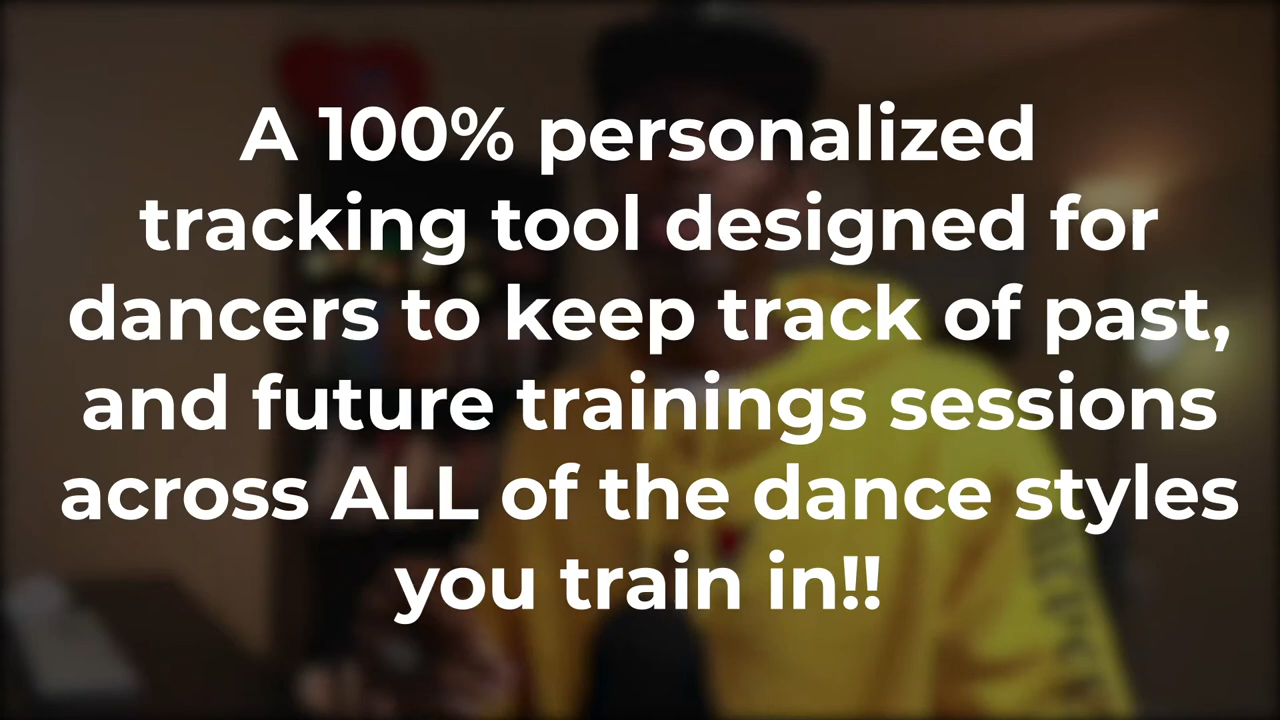 A 100% personalized
tracking tool designed for
dancers to keep track of past,
and future trainings sessions
across ALL of the dance styles
you train in!!